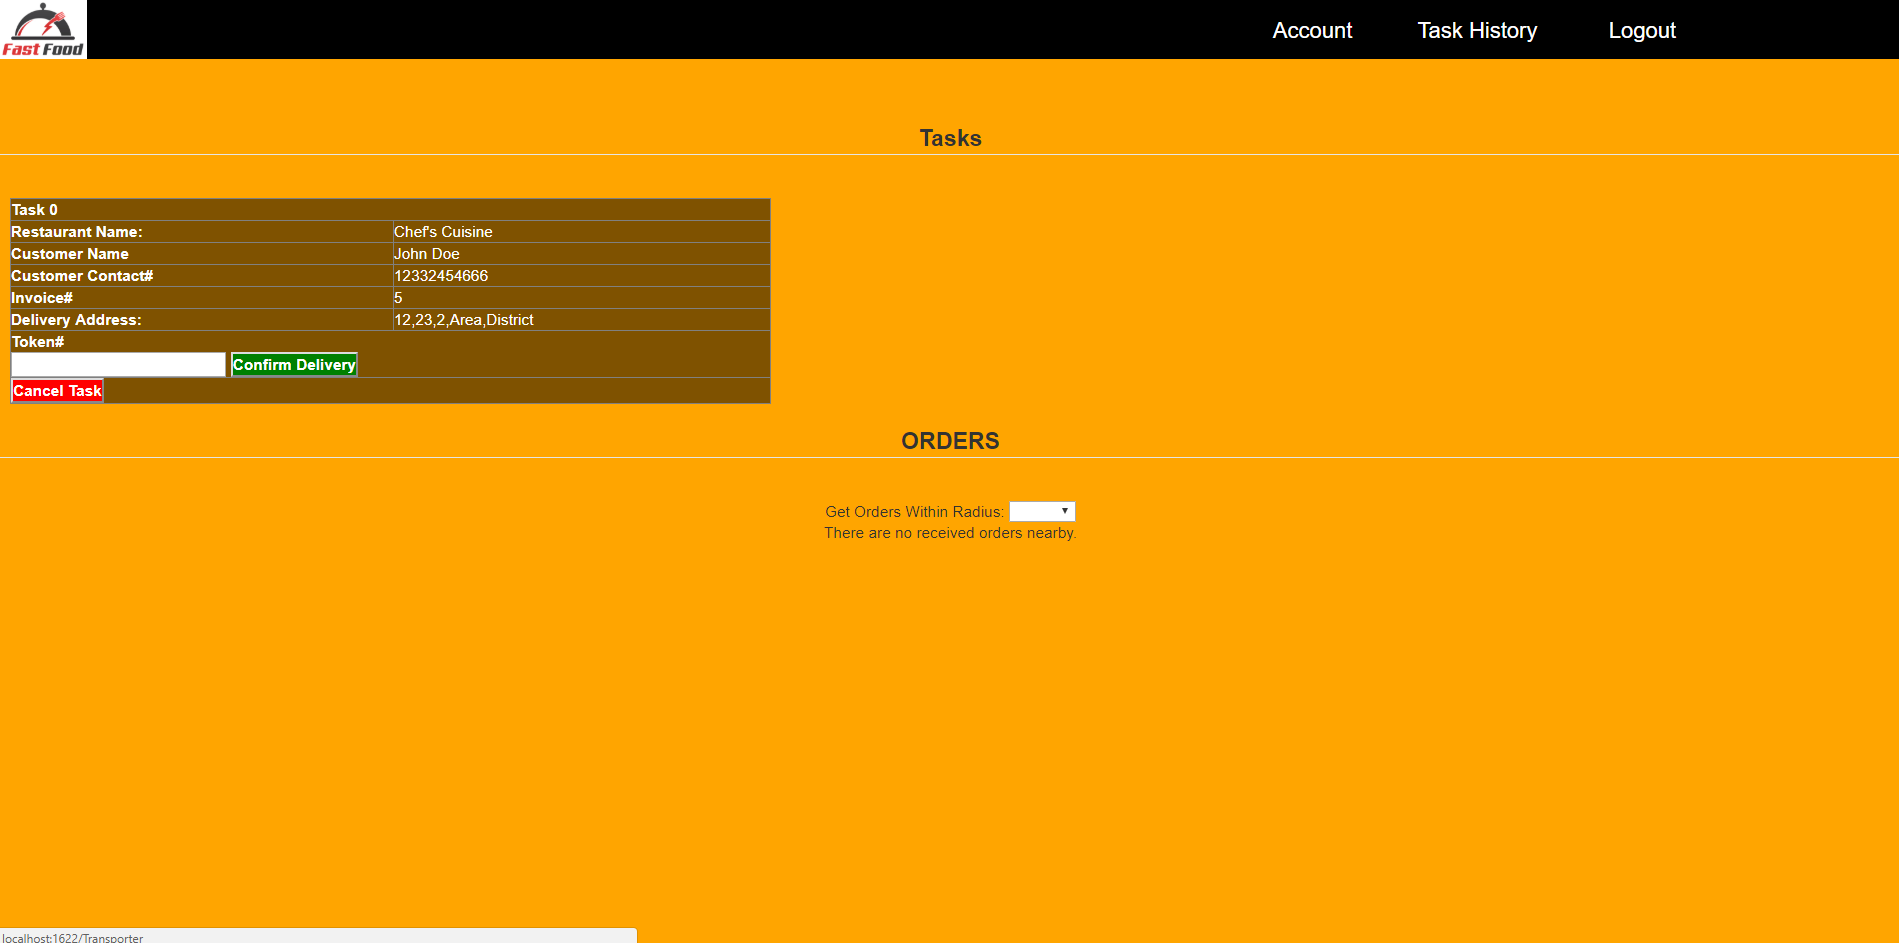 Fast Food
Account Task History Logout
Tasks
Task 0
Restaurant Name: Chef's Cuisine
Customer Name John Doe
Customer Contact# 12332454666
Invoice# 5
Delivery Address: 12,23,2,Area,District
Token#
Confirm Delivery
Cancel Task
ORDERS
Get Orders Within Radius:
There are no received orders nearby.
localhost:1622/Transporter